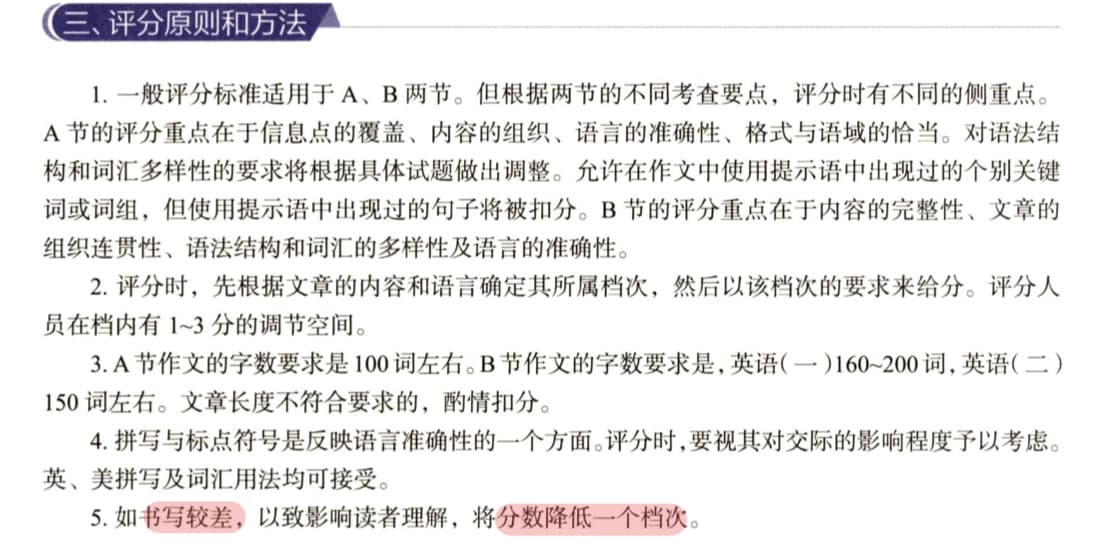 三、评分原则和方法
1. 一般评分标准适用于 A、B 两节。但根据两节的不同考查要点，评分时有不同的侧重点。
A 节的评分重点在于信息点的覆盖、内容的组织、语言的准确性、格式与语域的恰当。对语法结
构和词汇多样性的要求将根据具体试题做出调整。允许在作文中使用提示语中出现过的个别关键
词或词组，但使用提示语中出现过的句子将被扣分。B 节的评分重点在于内容的完整性、文章的
组织连贯性、语法结构和词汇的多样性及语言的准确性。
2. 评分时，先根据文章的内容和语言确定其所属档次，然后以该档次的要求来给分。评分人
员在档内有 1~3 分的调节空间。
3. A 节作文的字数要求是 100 词左右。B 节作文的字数要求是，英语(一)160~200 词，英语(二)
150 词左右。文章长度不符合要求的，酌情扣分。
4. 拼写与标点符号是反映语言准确性的一个方面。评分时，要视其对交际的影响程度予以考虑。
英、美拼写及词汇用法均可接受。
5. 如书写较差，以致影响读者理解，将分数降低一个档次。